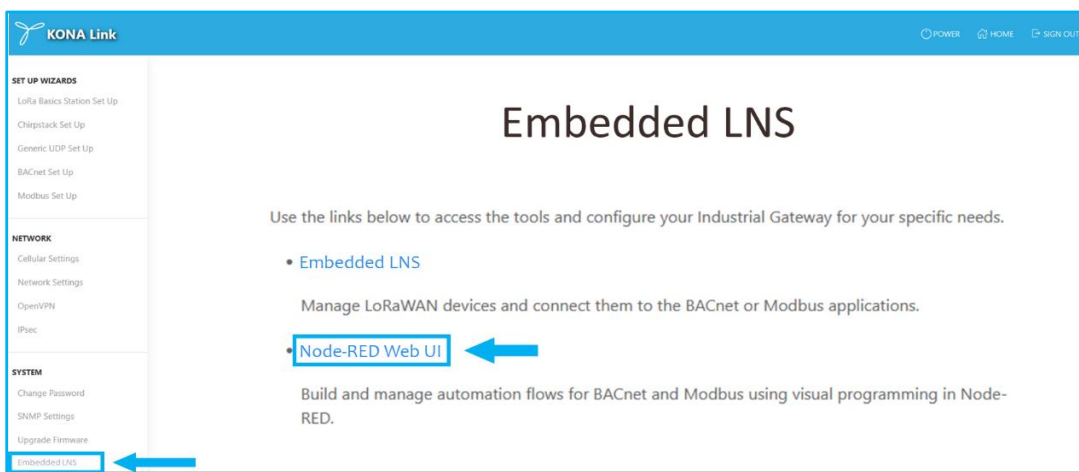 KONA Link
POWER HOME SIGN OUT
SET UP WIZARDS
LoRa Basics Station Set Up
Chirpstack Set Up
Generic UDP Set Up
BACnet Set Up
Modbus Set Up
NETWORK
Cellular Settings
Network Settings
OpenVPN
IPsec
SYSTEM
Change Password
SNMP Settings
Upgrade Firmware
Embedded LNS
Embedded LNS
Use the links below to access the tools and configure your Industrial Gateway for your specific needs.
• Embedded LNS
Manage LoRaWAN devices and connect them to the BACnet or Modbus applications.
• Node-RED Web UI
Build and manage automation flows for BACnet and Modbus using visual programming in Node-
RED.